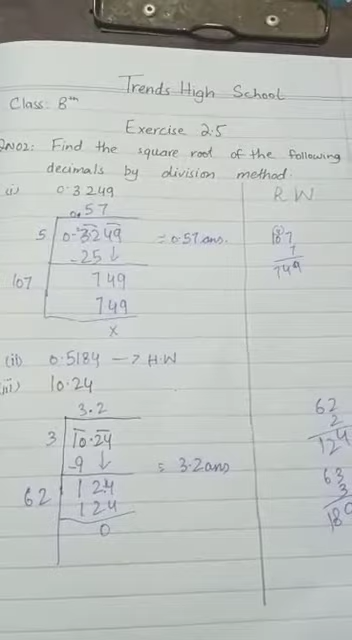 Trends High School
Class: 8th
Exercise 2.5
QNO2: Find the square root of the following
decimals by division method.
R W
(i) 0.3249
0.57
5 0.3249 = 0.57 ans.
-25 ↓
107 749
749
x
107
7
749
(ii) 0.5184 → H.W
(iii) 10.24
3.2
3 10.24
-9 ↓ = 3.2 ans
62 124
124
0
62
2
124
63
3
189